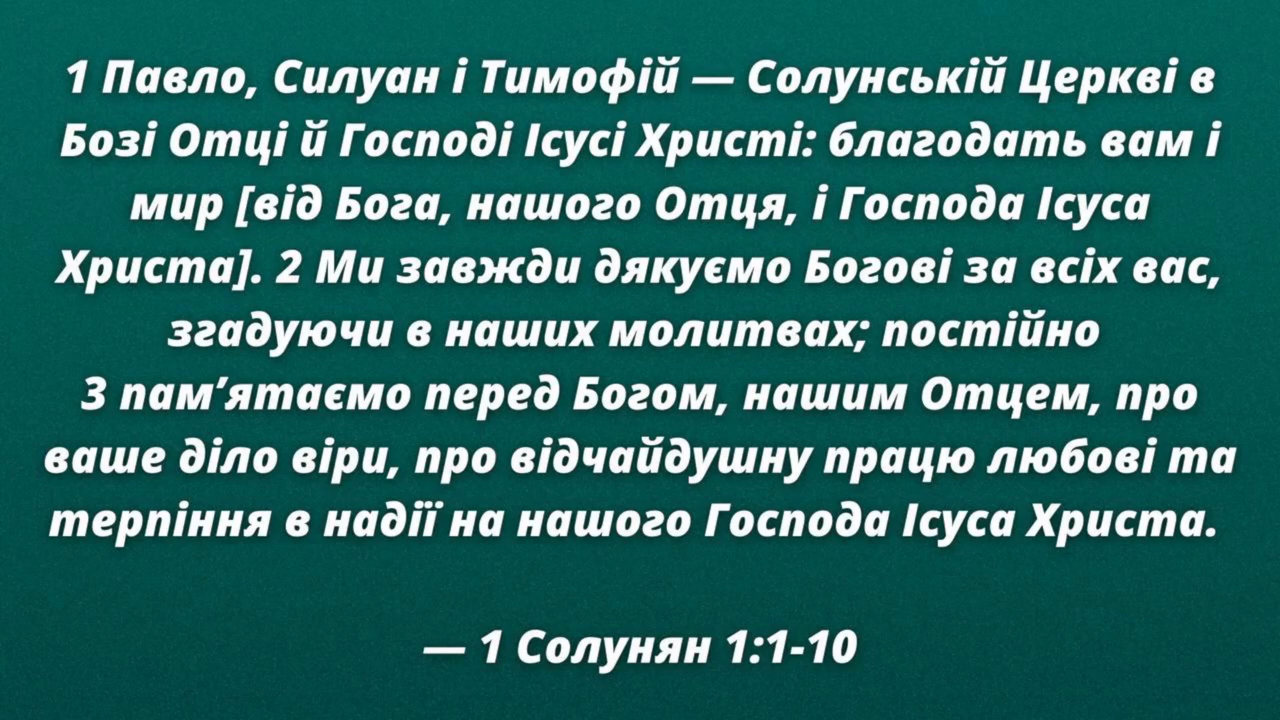 1 Павло, Силуан і Тимофій — Солунській Церкві в
Бозі Отці й Господі Ісусі Христі: благодать вам і
мир [від Бога, нашого Отця, і Господа Ісуса
Христа]. 2 Ми завжди дякуємо Богові за всіх вас,
згадуючи в наших молитвах; постійно
3 пам’ятаємо перед Богом, нашим Отцем, про
ваше діло віри, про відчайдушну працю любові та
терпіння в надії на нашого Господа Ісуса Христа.
— 1 Солунян 1:1-10